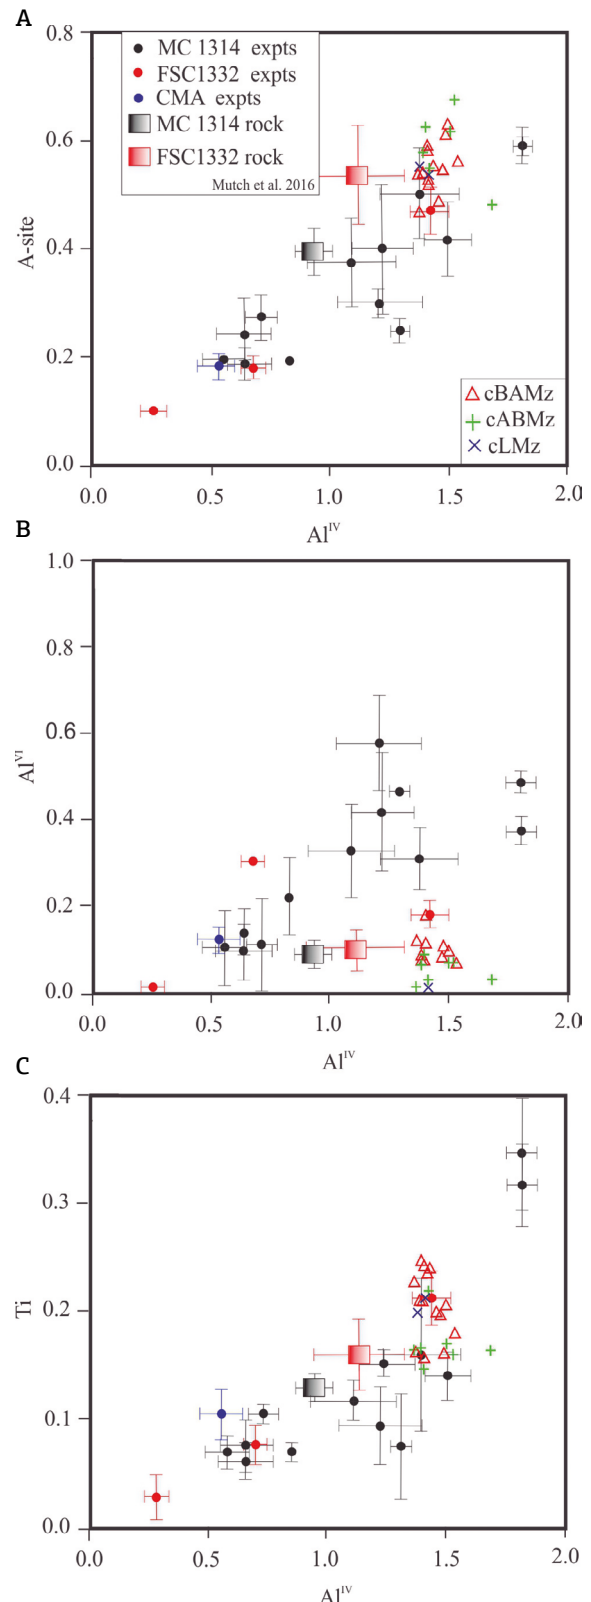 A
0.8
0.6
0.4
0.2
0.0
A-site
MC 1314 expts
FSC1332 expts
CMA expts
MC 1314 rock
FSC1332 rock
Mutch et al. 2016
cBAMz
cABMz
cLMz
0.0 0.5 1.0 1.5 2.0
Al^IV
B
1.0
0.8
0.6
0.4
0.2
0.0
Al^VI
0.0 0.5 1.0 1.5 2.0
Al^IV
C
0.4
0.3
0.2
0.1
0.0
Ti
0.0 0.5 1.0 1.5 2.0
Al^IV